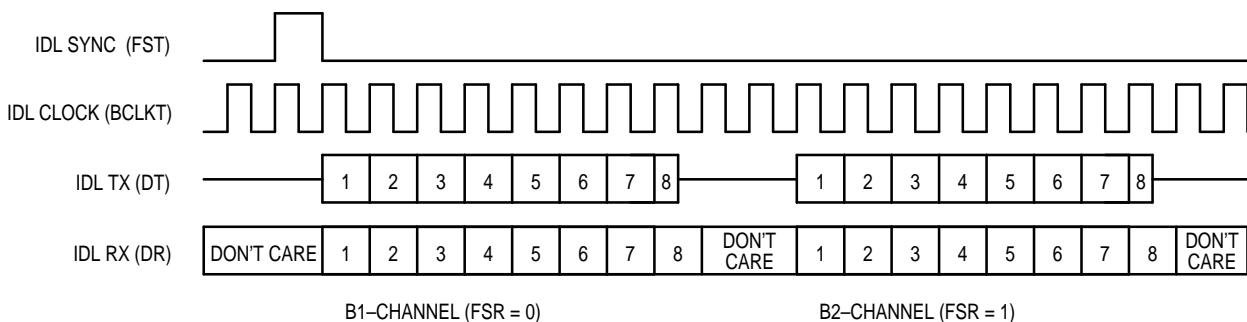 IDL SYNC (FST)
IDL CLOCK (BCLKT)
IDL TX (DT) 1 2 3 4 5 6 7 8 1 2 3 4 5 6 7 8
IDL RX (DR) DON'T CARE 1 2 3 4 5 6 7 8 DON'T CARE 1 2 3 4 5 6 7 8 DON'T CARE
B1–CHANNEL (FSR = 0) B2–CHANNEL (FSR = 1)